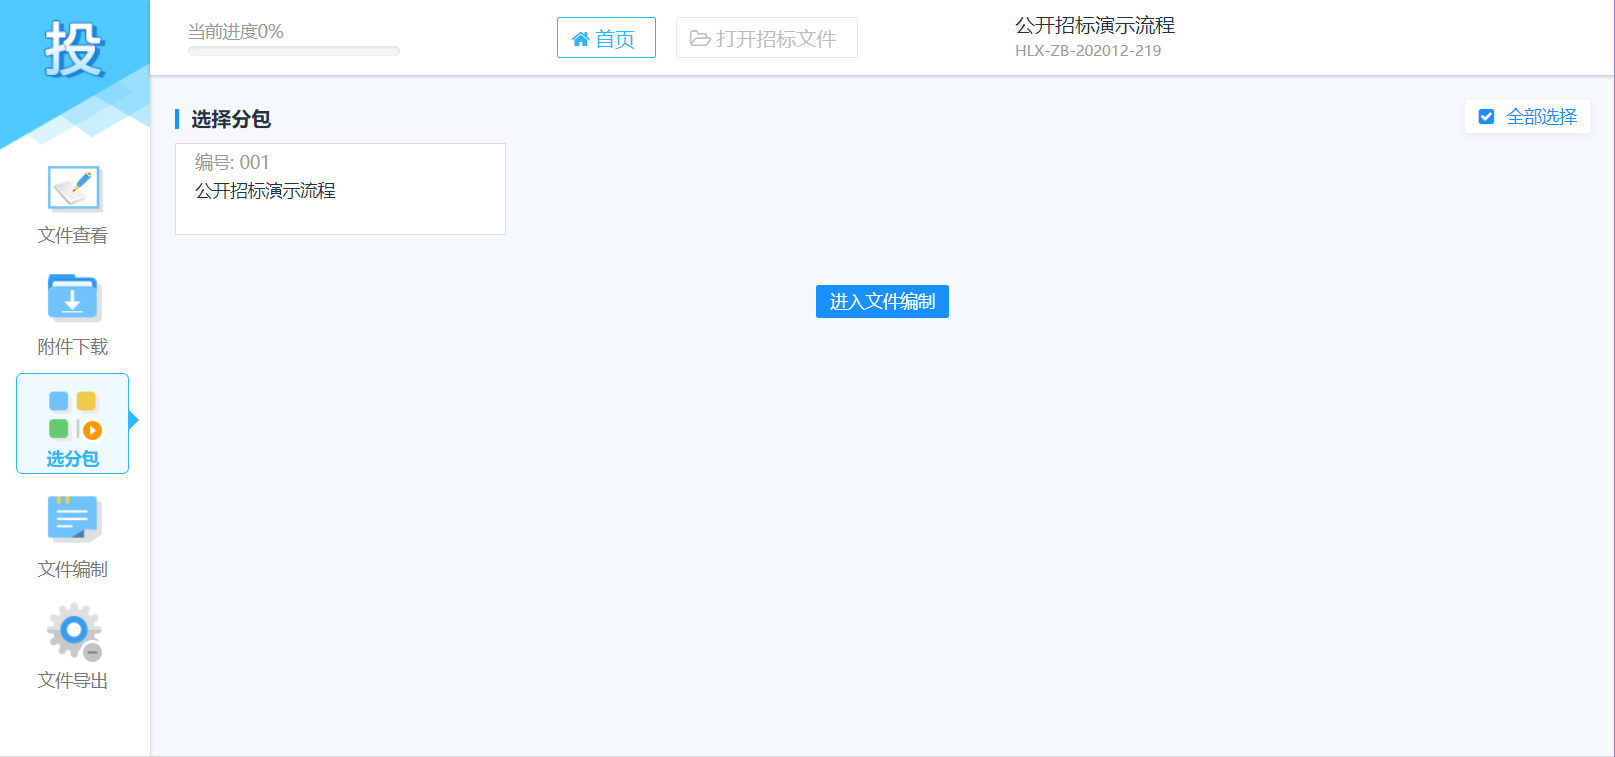 投
当前进度0%
首页
打开招标文件
公开招标演示流程
HLX-ZB-202012-219
选择分包
全部选择
编号: 001
公开招标演示流程
进入文件编制
文件查看
附件下载
选分包
文件编制
文件导出